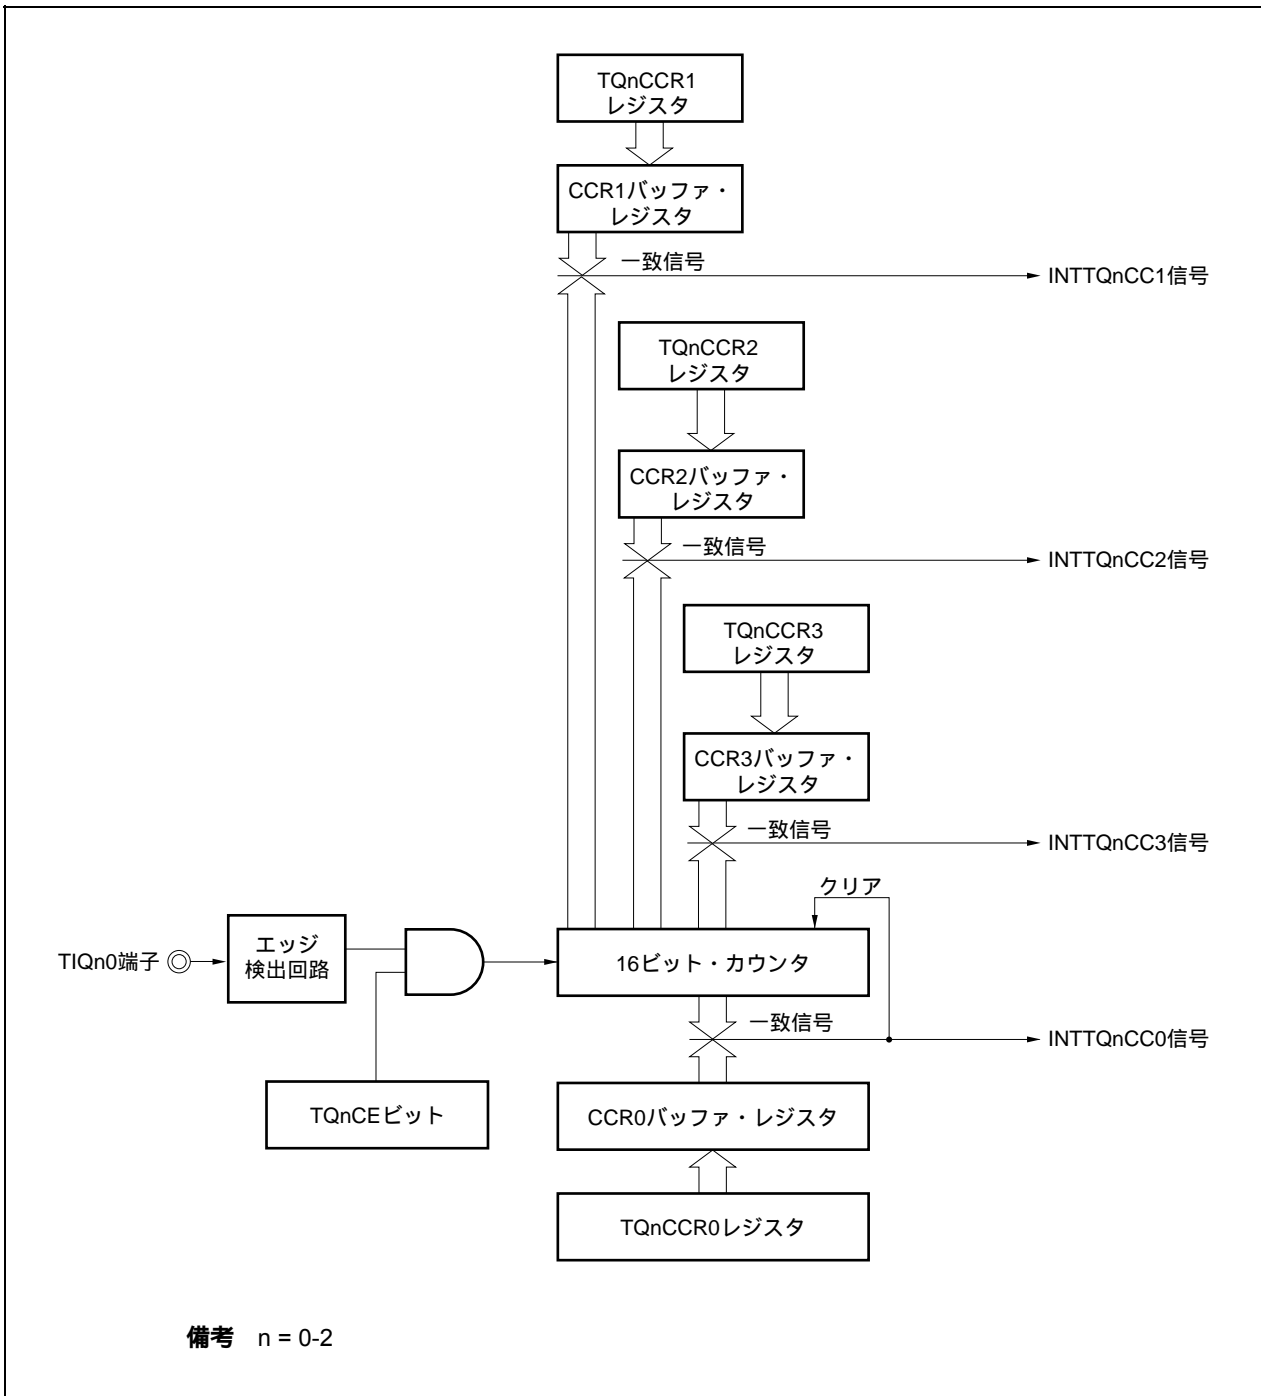 TQnCCR1
レジスタ
CCR1バッファ・
レジスタ
一致信号
INTTQnCC1信号
TQnCCR2
レジスタ
CCR2バッファ・
レジスタ
一致信号
INTTQnCC2信号
TQnCCR3
レジスタ
CCR3バッファ・
レジスタ
一致信号
INTTQnCC3信号
クリア
TIQn0端子
エッジ
検出回路
16ビット・カウンタ
一致信号
INTTQnCC0信号
TQnCEビット
CCR0バッファ・レジスタ
TQnCCR0レジスタ
備考 n = 0-2